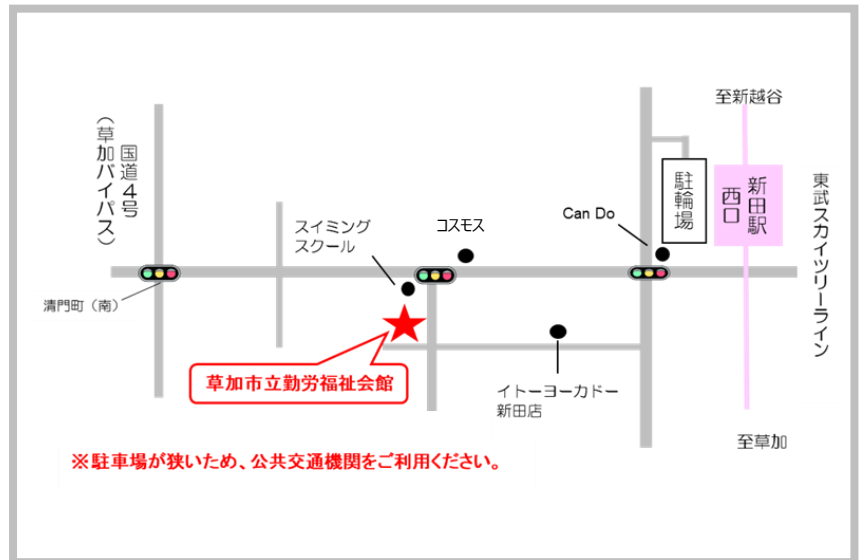 至新越谷
国道4号
（草加バイパス）
駐輪場
新田駅
西口
東武スカイツリーライン
スイミング
スクール
コスモス
Can Do
清門町（南）
草加市立勤労福祉会館
イトーヨーカドー
新田店
至草加
※駐車場が狭いため、公共交通機関をご利用ください。